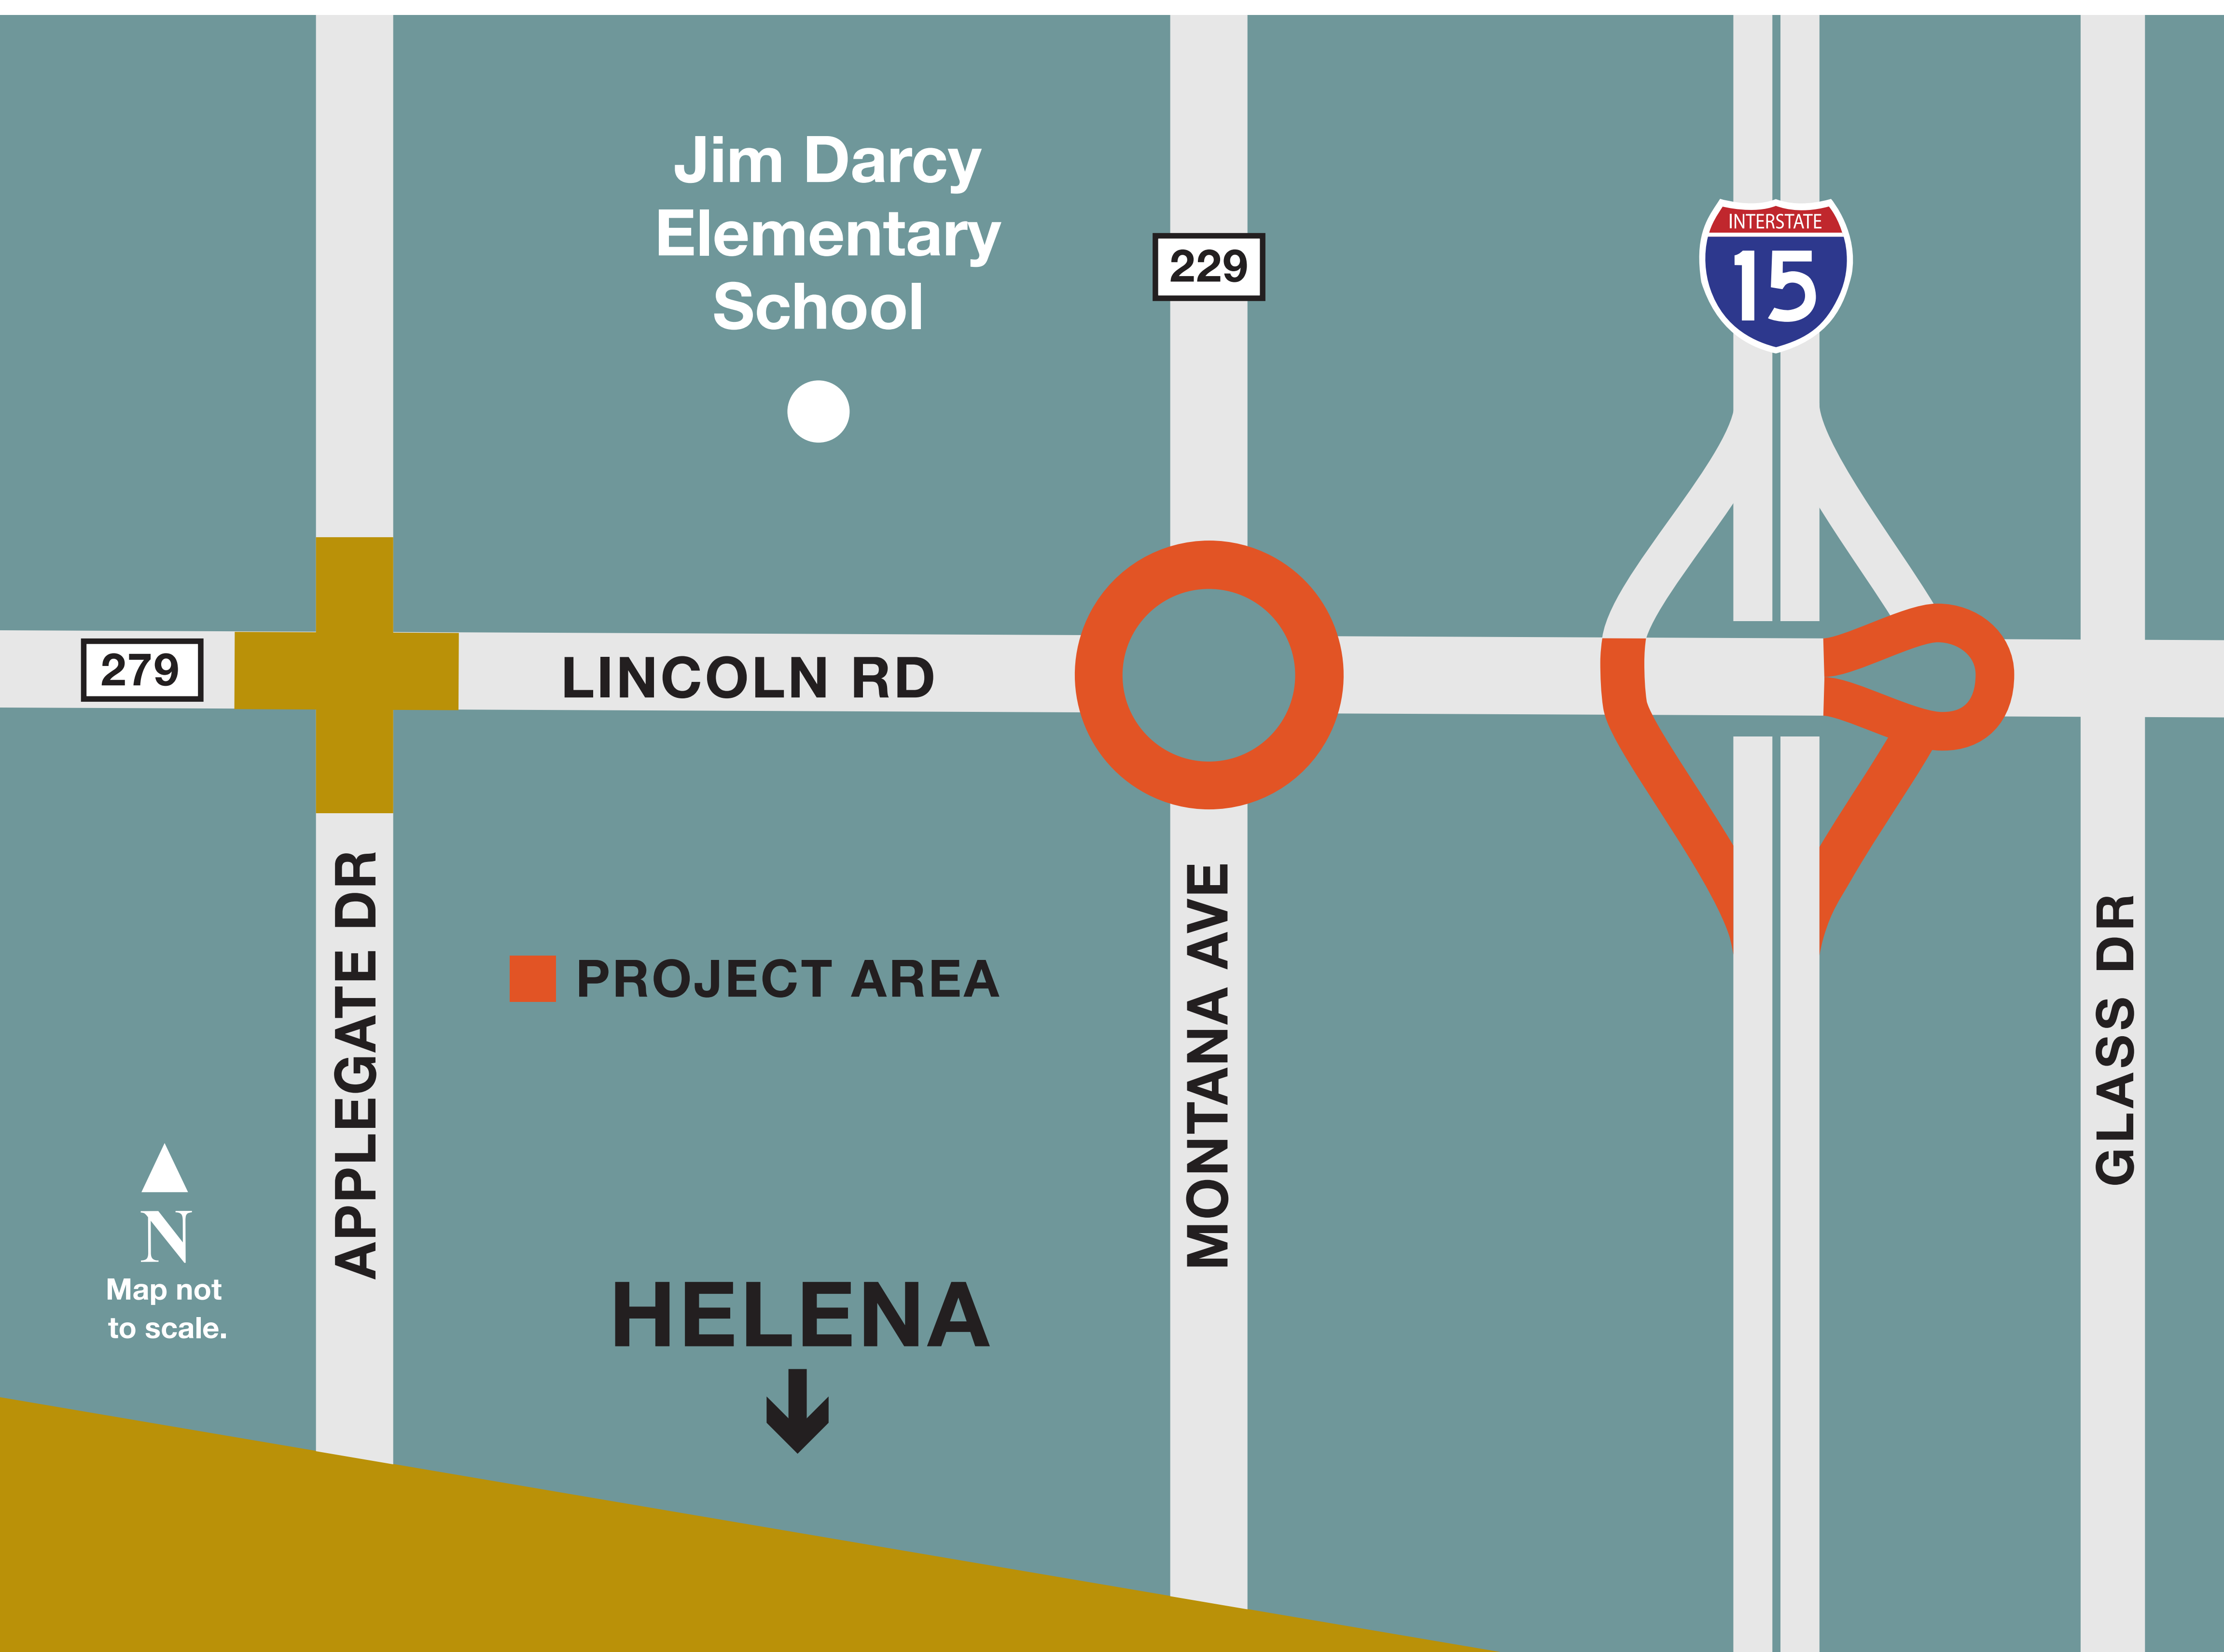 Jim Darcy
Elementary
School
229
INTERSTATE
15
279
LINCOLN RD
APPLEGATE DR
PROJECT AREA
MONTANA AVE
GLASS DR
N
Map not
to scale.
HELENA